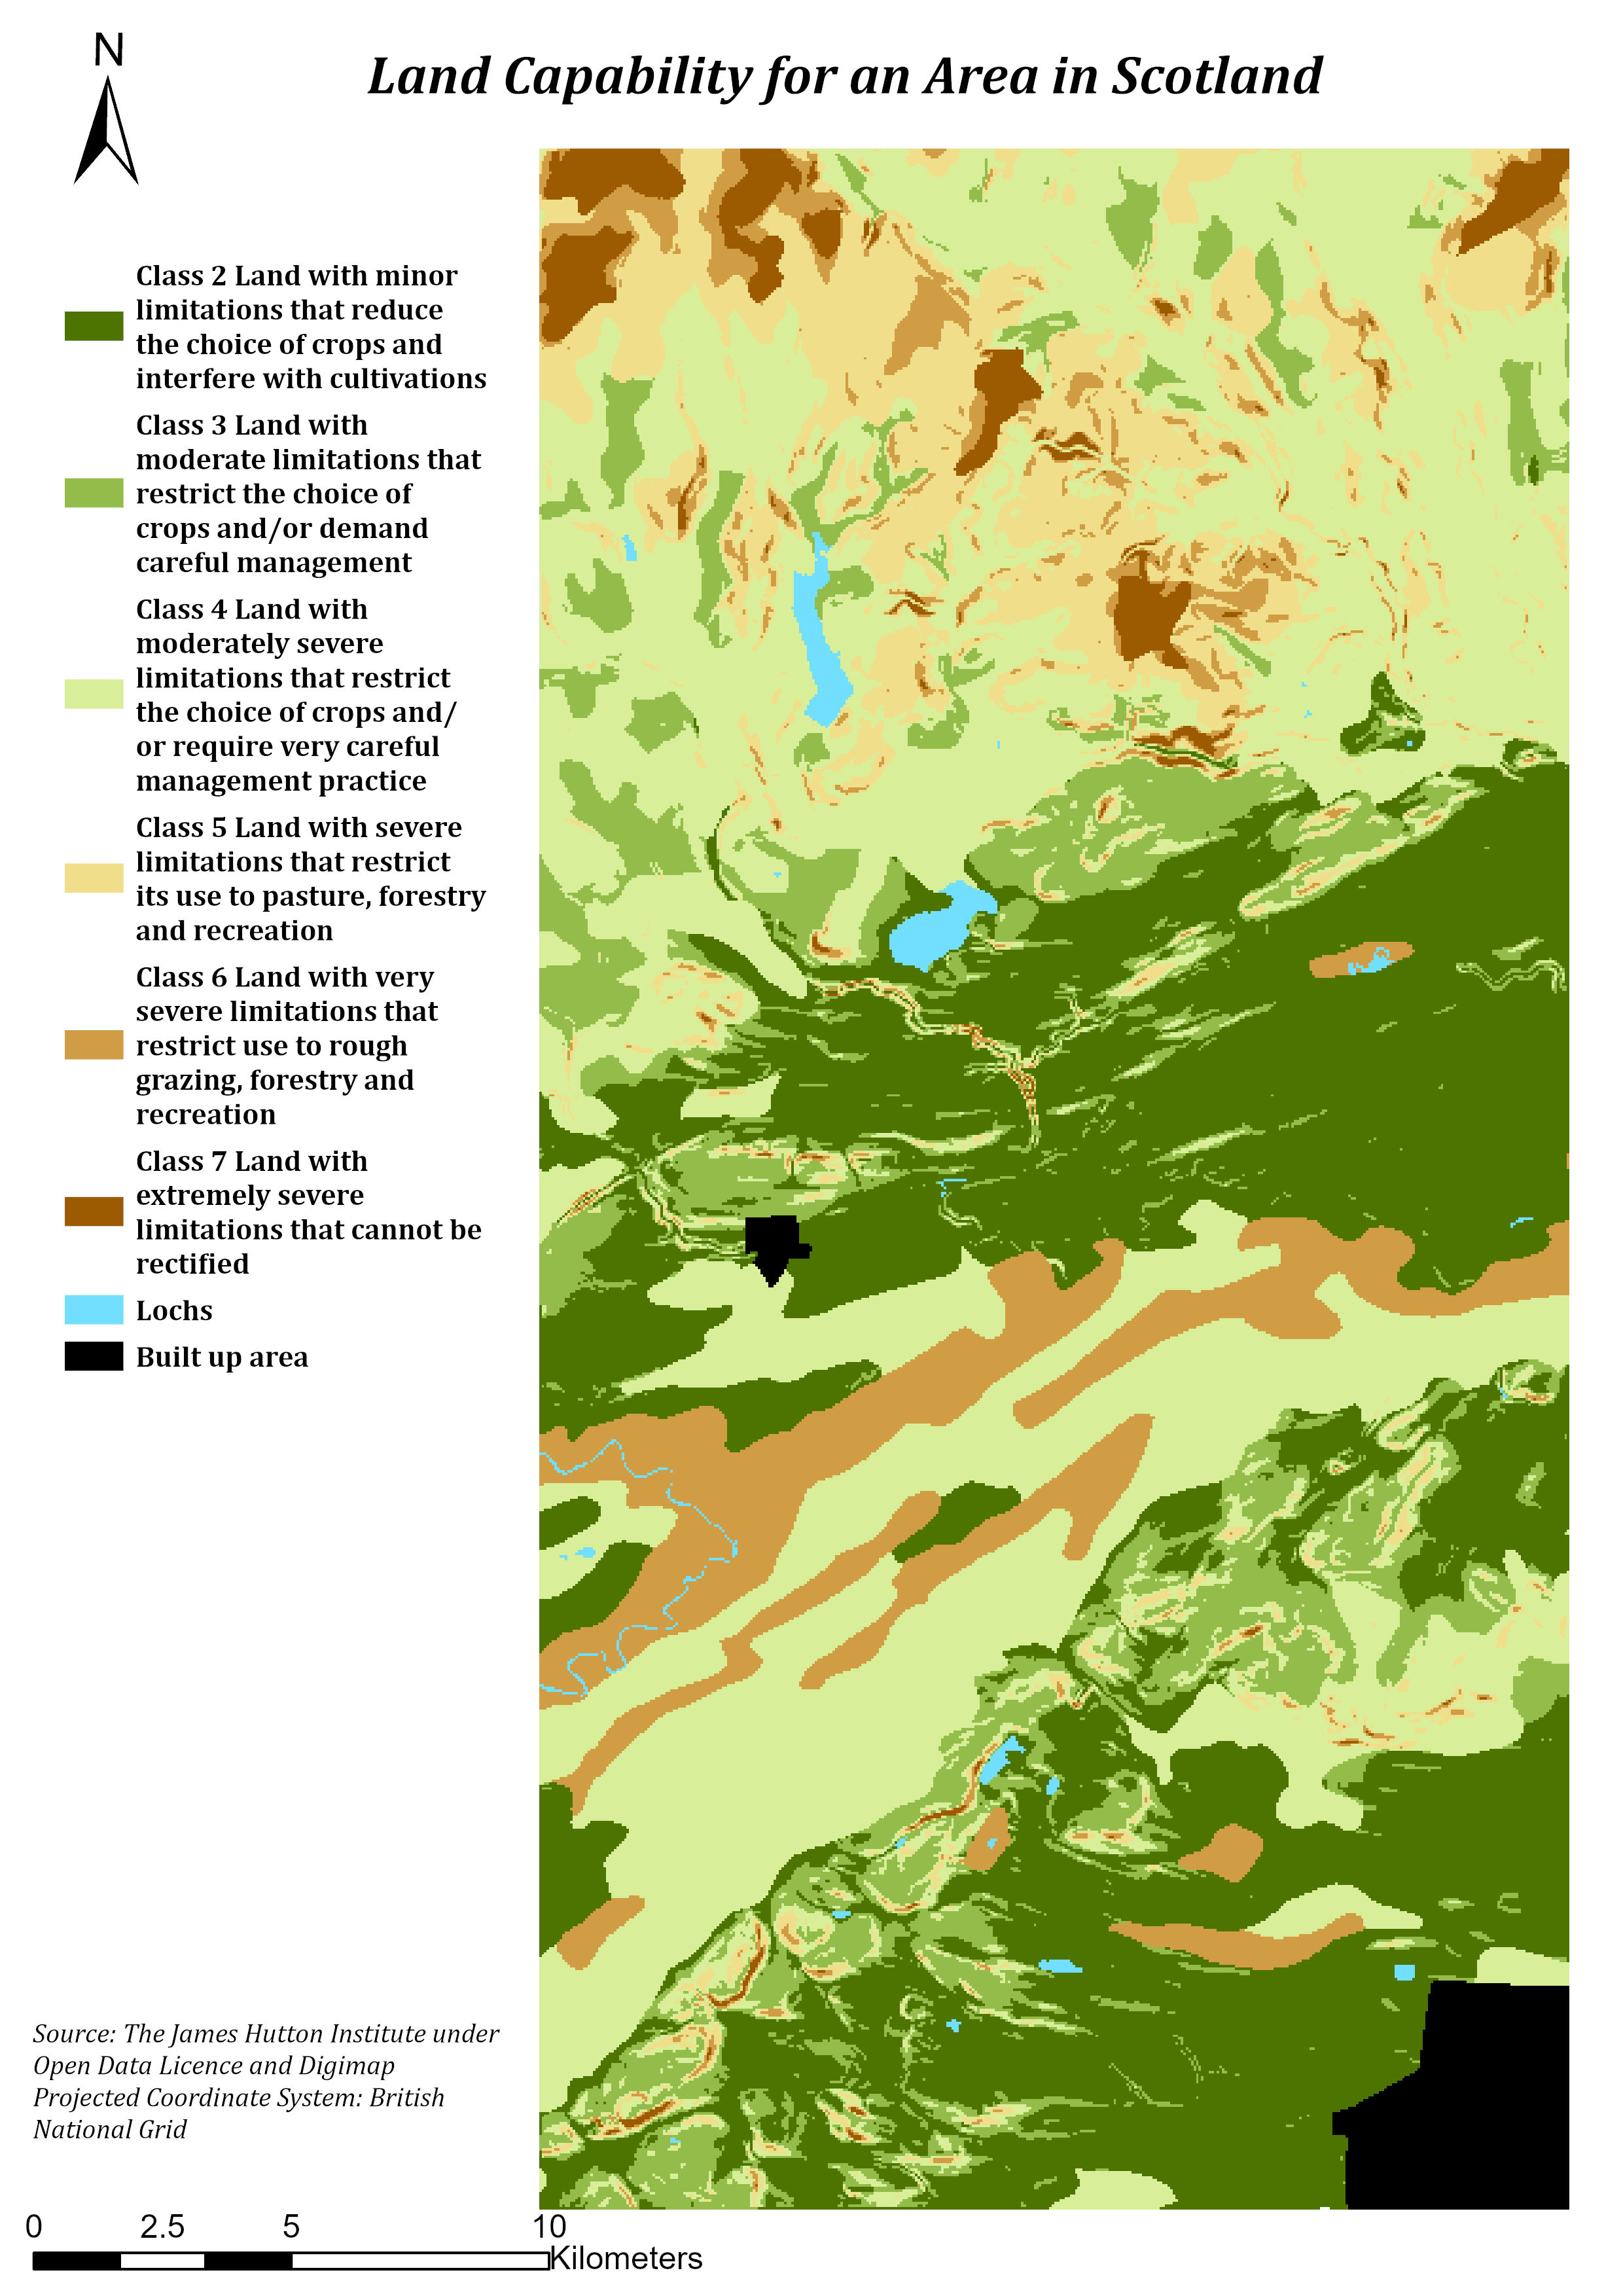 N
Land Capability for an Area in Scotland
Class 2 Land with minor
limitations that reduce
the choice of crops and
interfere with cultivations
Class 3 Land with
moderate limitations that
restrict the choice of
crops and/or demand
careful management
Class 4 Land with
moderately severe
limitations that restrict
the choice of crops and/
or require very careful
management practice
Class 5 Land with severe
limitations that restrict
its use to pasture, forestry
and recreation
Class 6 Land with very
severe limitations that
restrict use to rough
grazing, forestry and
recreation
Class 7 Land with
extremely severe
limitations that cannot be
rectified
Lochs
Built up area
Source: The James Hutton Institute under
Open Data Licence and Digimap
Projected Coordinate System: British
National Grid
0 2.5 5 10
Kilometers